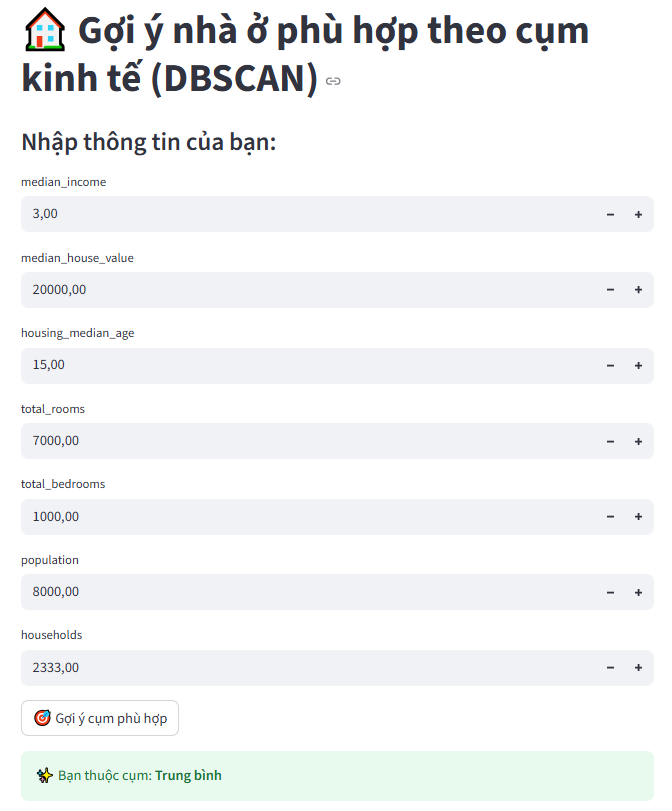 Gợi ý nhà ở phù hợp theo cụm
kinh tế (DBSCAN)
Nhập thông tin của bạn:
median_income
3,00
median_house_value
20000,00
housing_median_age
15,00
total_rooms
7000,00
total_bedrooms
1000,00
population
8000,00
households
2333,00
Gợi ý cụm phù hợp
Bạn thuộc cụm: Trung bình